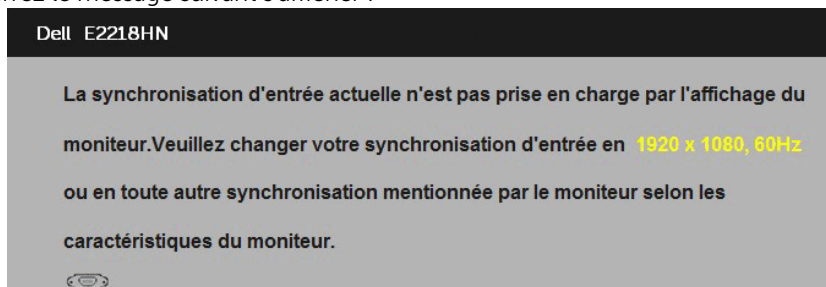 Dell E2218HN
La synchronisation d'entrée actuelle n'est pas prise en charge par l'affichage du
moniteur.Veuillez changer votre synchronisation d'entrée en 1920 x 1080, 60Hz
ou en toute autre synchronisation mentionnée par le moniteur selon les
caractéristiques du moniteur.